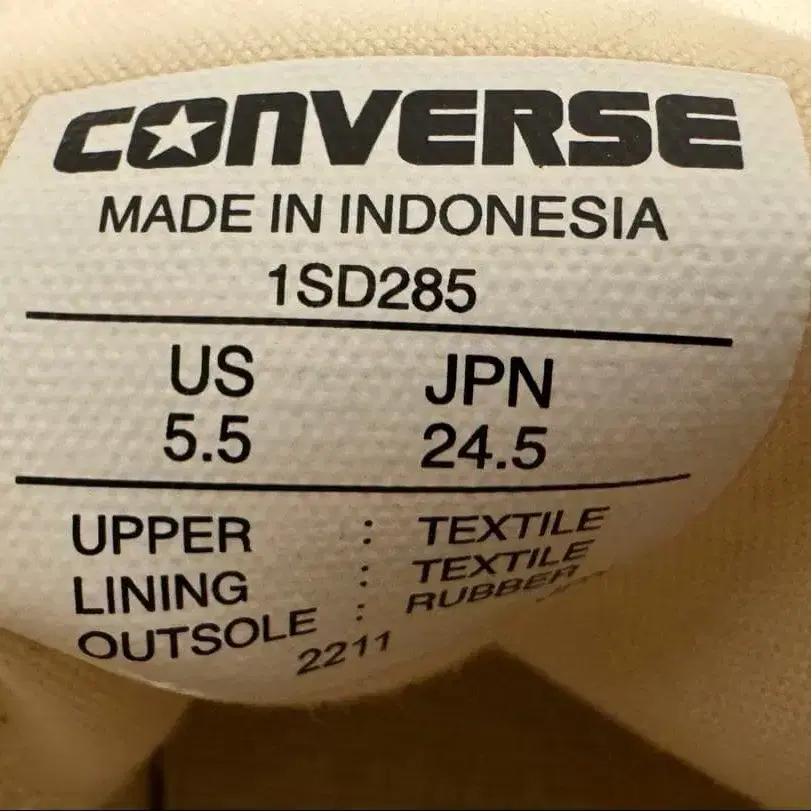 CONVERSE
MADE IN INDONESIA
1SD285
US JPN
5.5 24.5
UPPER : TEXTILE
LINING : TEXTILE
OUTSOLE : RUBBER
2211